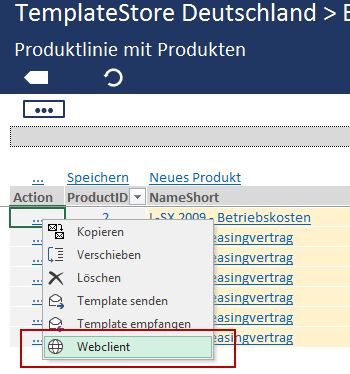 TemplateStore Deutschland >
Produktlinie mit Produkten
...
... Speichern Neues Produkt
Action ProductID NameShort
... 2 L-SX 2009 - Betriebskosten
... easingvertrag
... easingvertrag
... easingvertrag
... easingvertrag
... easingvertrag
... easingvertrag
Kopieren
Verschieben
Löschen
Template senden
Template empfangen
Webclient